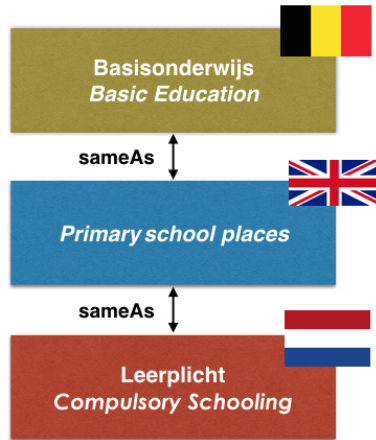 Basisonderwijs
Basic Education
sameAs
Primary school places
sameAs
Leerplicht
Compulsory Schooling